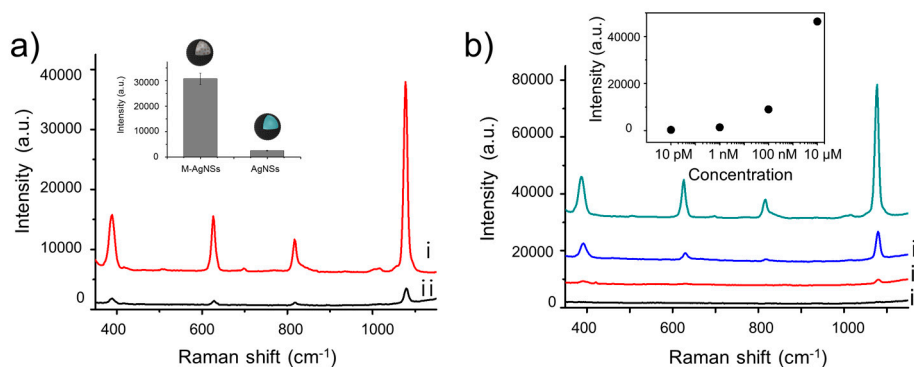 a)
Intensity (a.u.)
40000
30000
20000
10000
0
400
600
800
1000
Raman shift (cm⁻¹)
i
ii
Intensity (a.u.)
30000
20000
10000
0
M-AgNSs
AgNSs
b)
Intensity (a.u.)
80000
60000
40000
20000
0
400
600
800
1000
Raman shift (cm⁻¹)
i
i
i
Intensity (a.u.)
40000
20000
0
10 pM
1 nM
100 nM
10 µM
Concentration